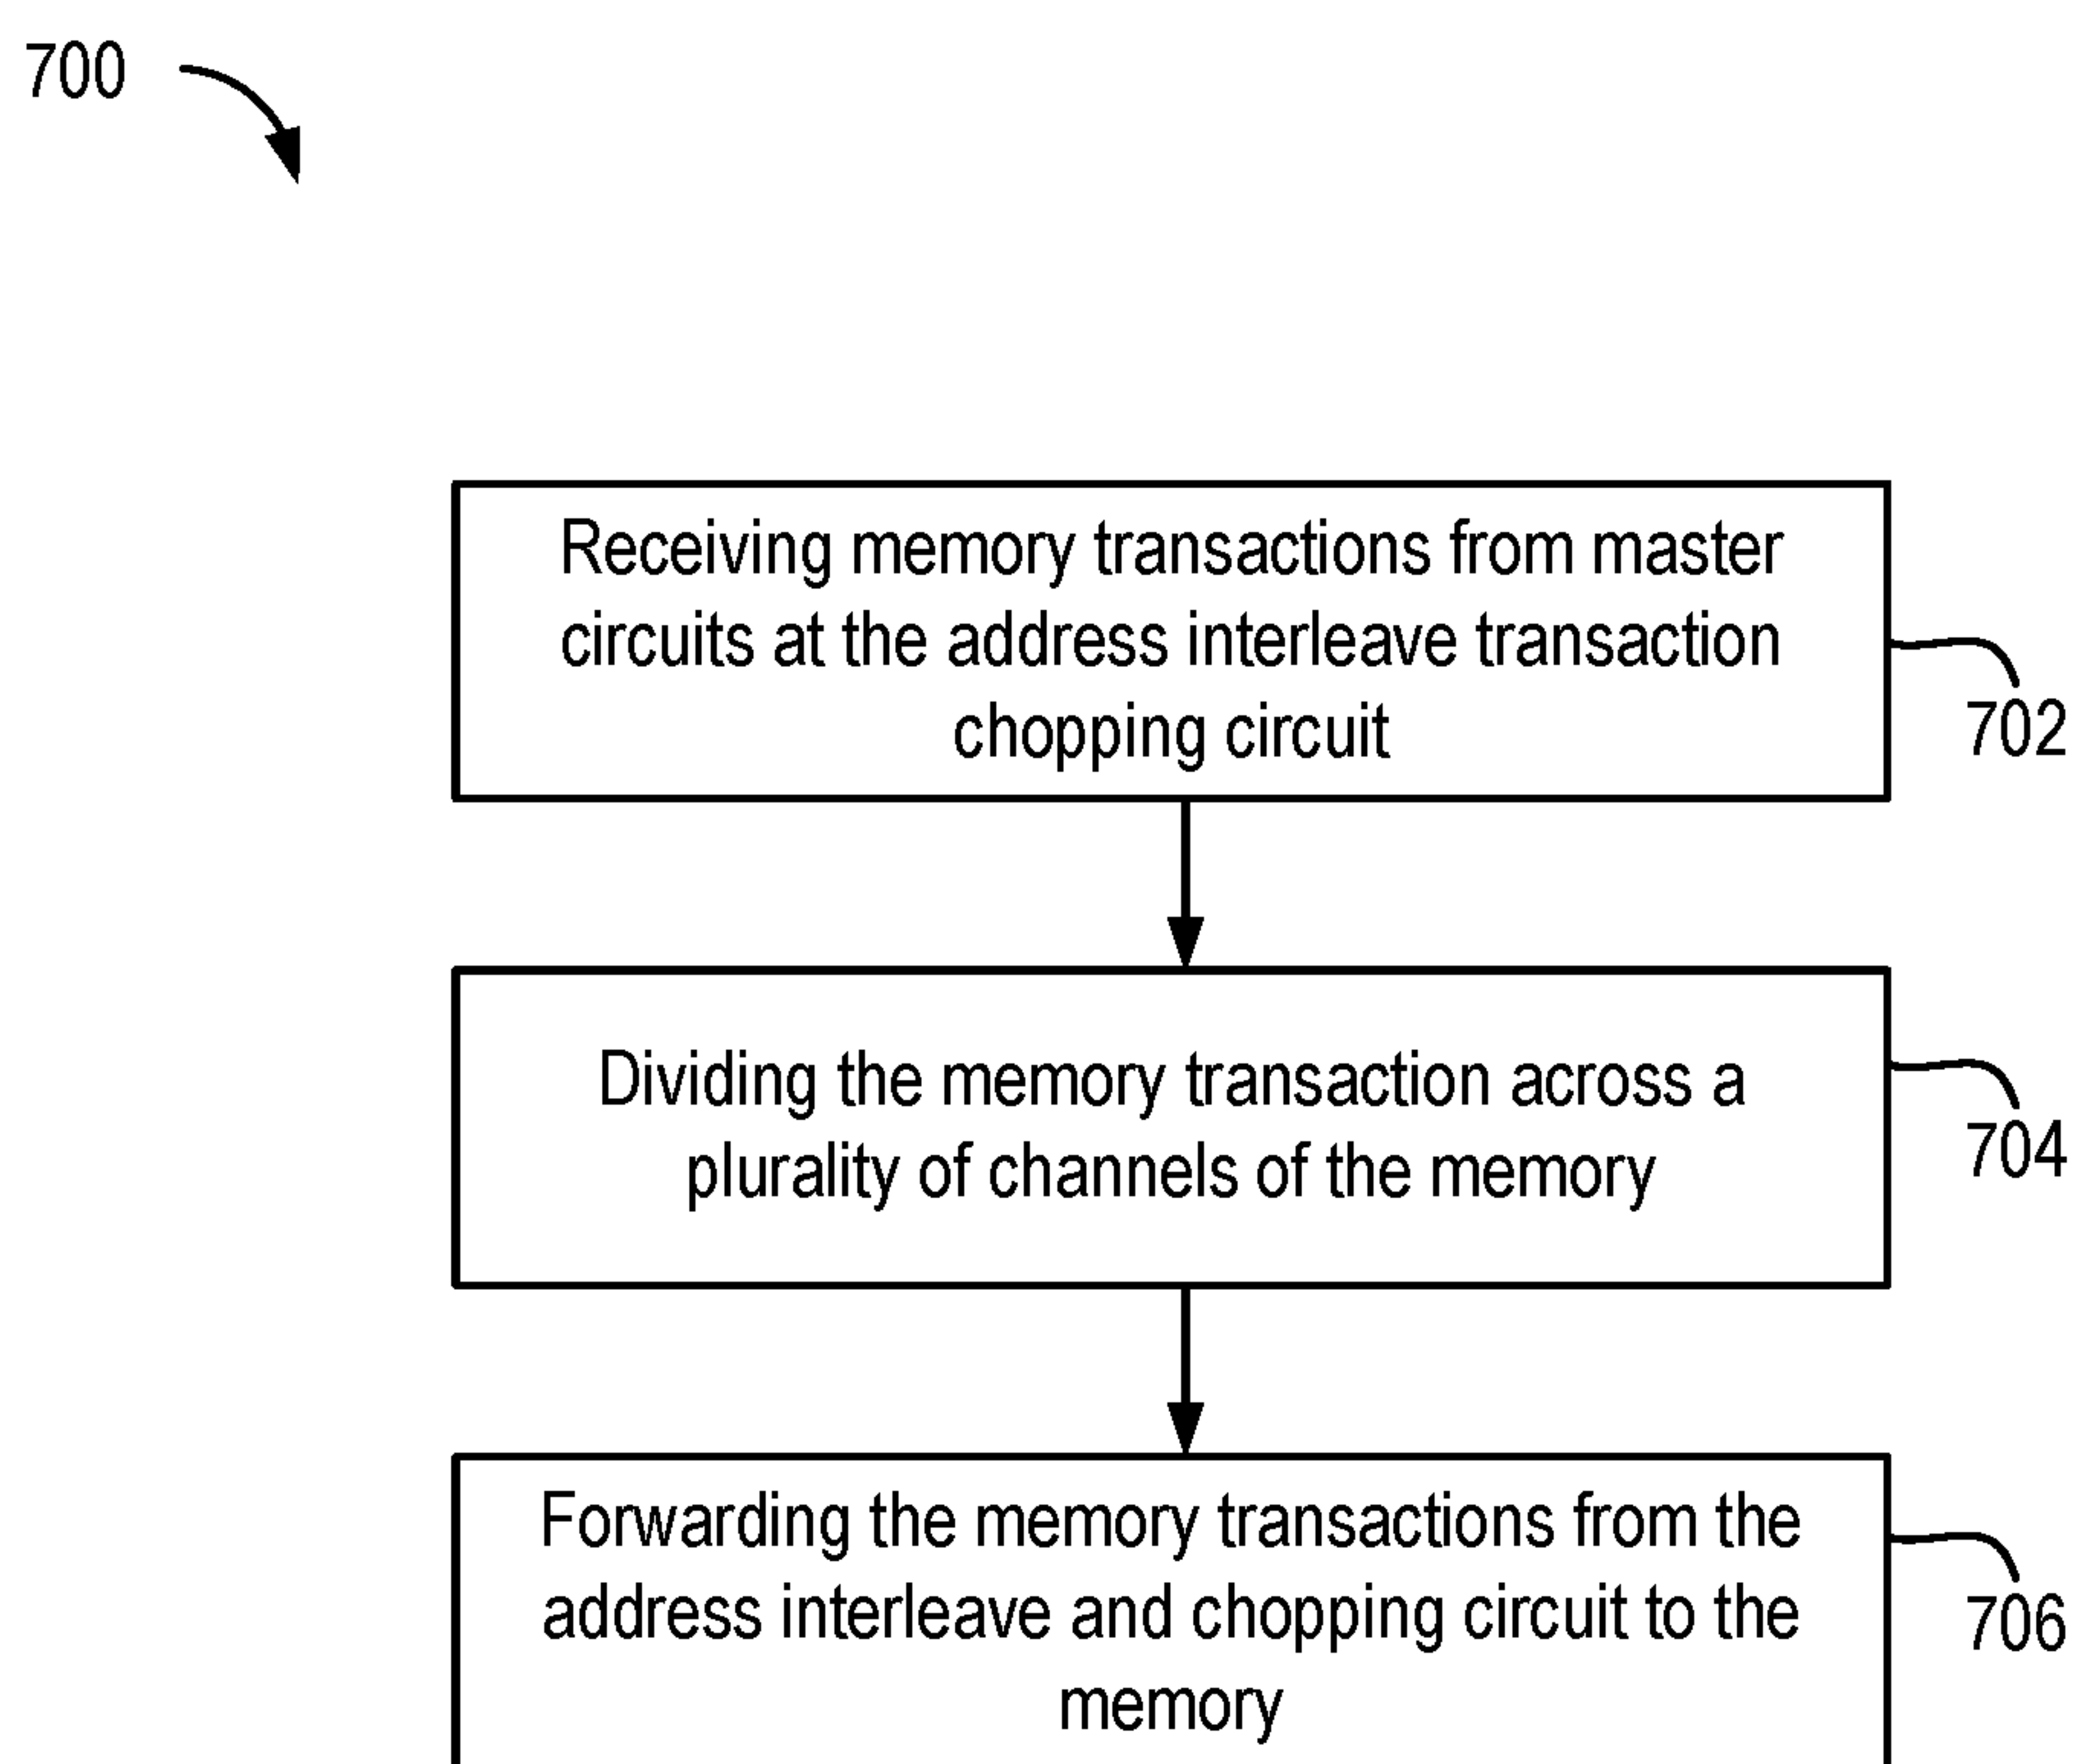 700
Receiving memory transactions from master
circuits at the address interleave transaction
chopping circuit
702
Dividing the memory transaction across a
plurality of channels of the memory
704
Forwarding the memory transactions from the
address interleave and chopping circuit to the
memory
706